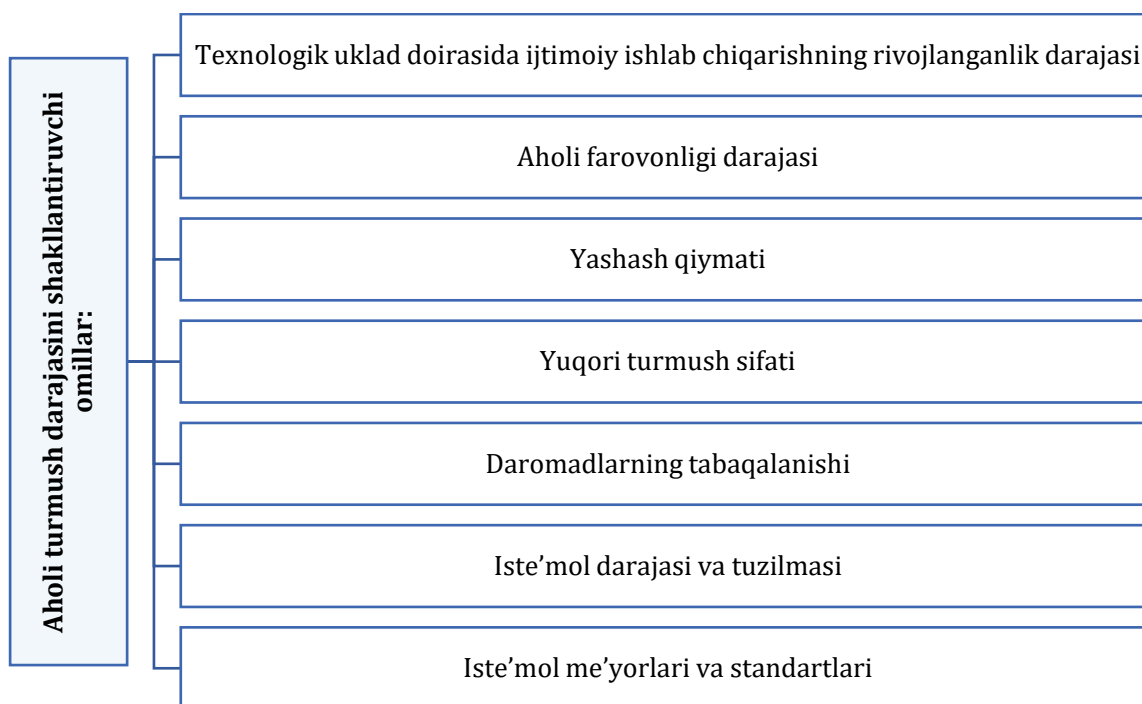 Aholi turmush darajasini shakllantiruvchi
omillar:
Texnologik uklad doirasida ijtimoiy ishlab chiqarishning rivojlanganlik darajasi
Aholi farovonligi darajasi
Yashash qiymati
Yuqori turmush sifati
Daromadlarning tabaqalanishi
Iste’mol darajasi va tuzilmasi
Iste’mol me’yorlari va standartlari